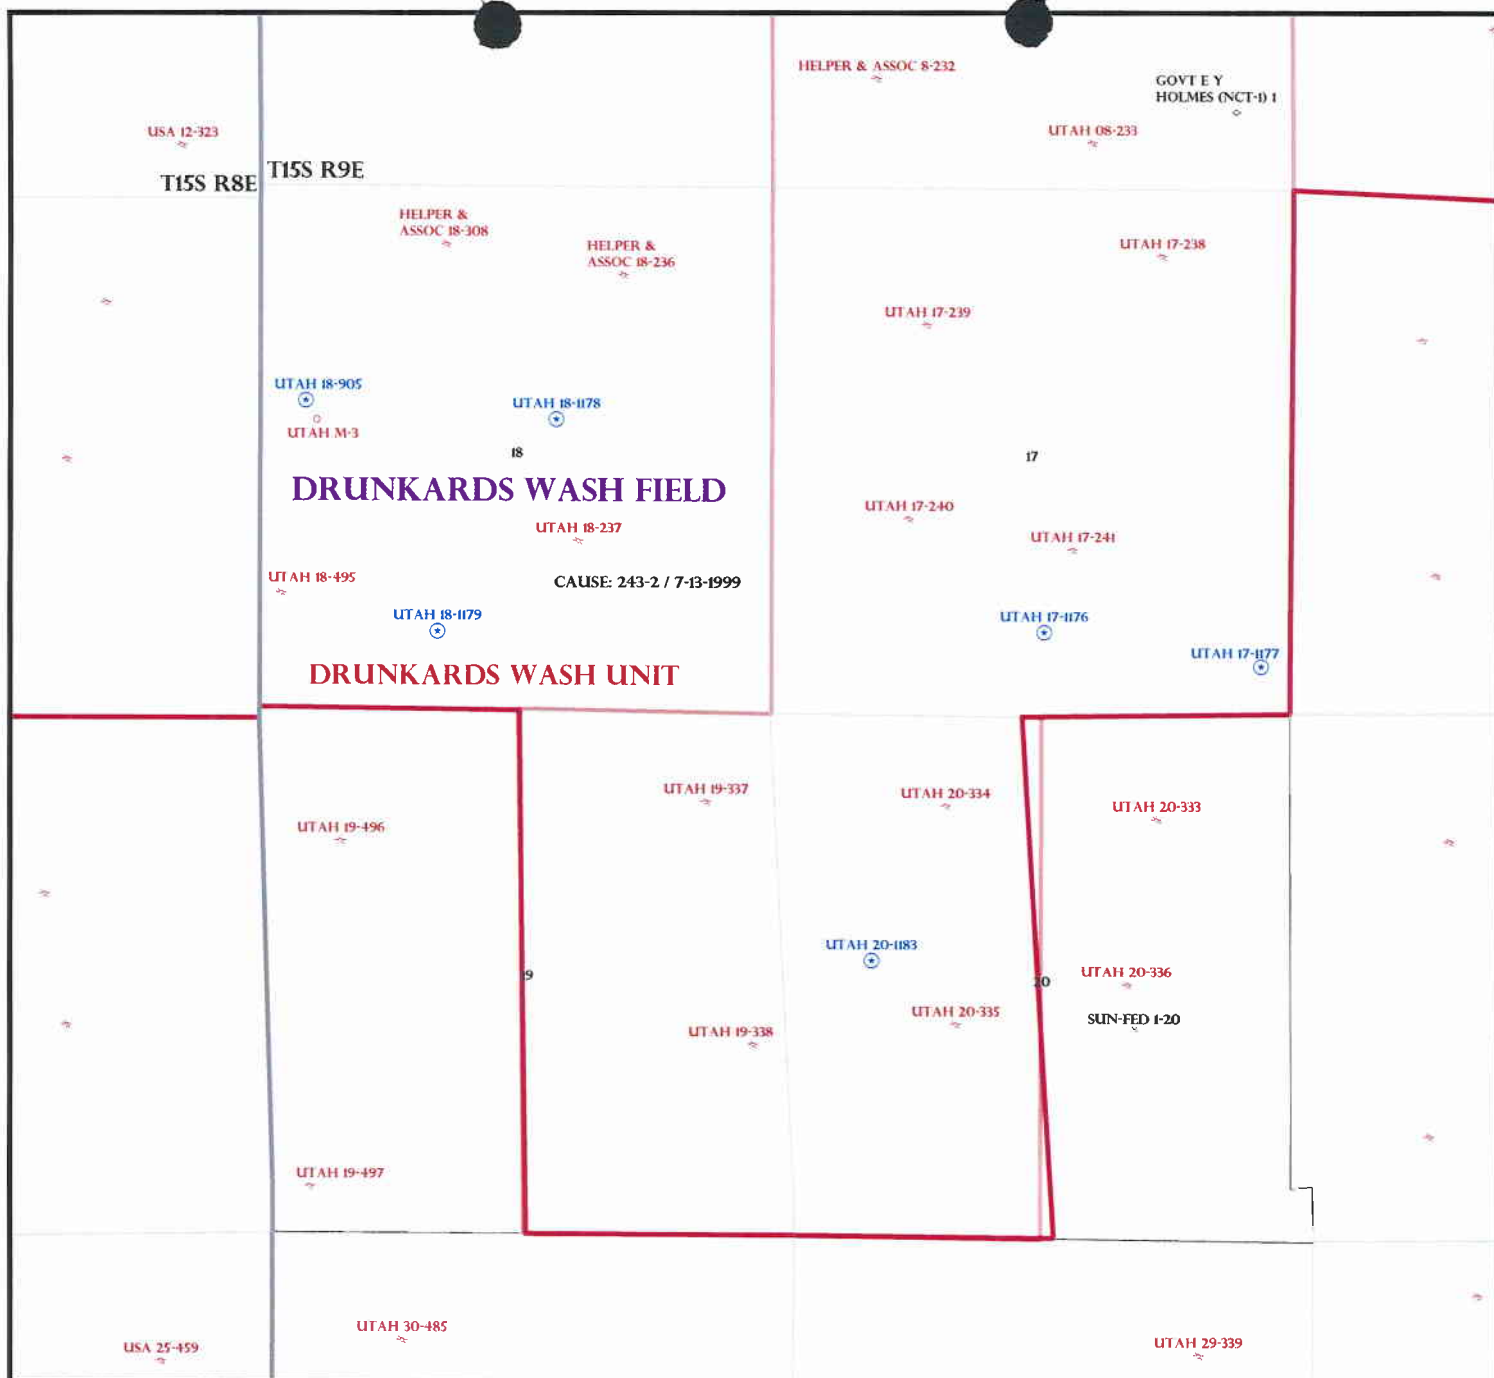 HELPER & ASSOC 8-232
GOVT E Y
HOLMES (NCT-1) 1
USA 12-323
UTAH 08-233
T15S R8E
T15S R9E
HELPER &
ASSOC 18-308
HELPER &
ASSOC 18-236
UTAH 17-238
UTAH 17-239
UTAH 18-905
UTAH M-3
UTAH 18-1178
18
17
DRUNKARDS WASH FIELD
UTAH 17-240
UTAH 18-237
UTAH 17-241
UTAH 18-495
CAUSE: 243-2 / 7-13-1999
UTAH 18-1179
UTAH 17-1176
UTAH 17-1177
DRUNKARDS WASH UNIT
UTAH 19-337
UTAH 20-334
UTAH 20-333
UTAH 19-496
UTAH 20-1183
19
20
UTAH 20-336
UTAH 20-335
SUN-FED 1-20
UTAH 19-338
UTAH 19-497
UTAH 30-485
USA 25-459
UTAH 29-339